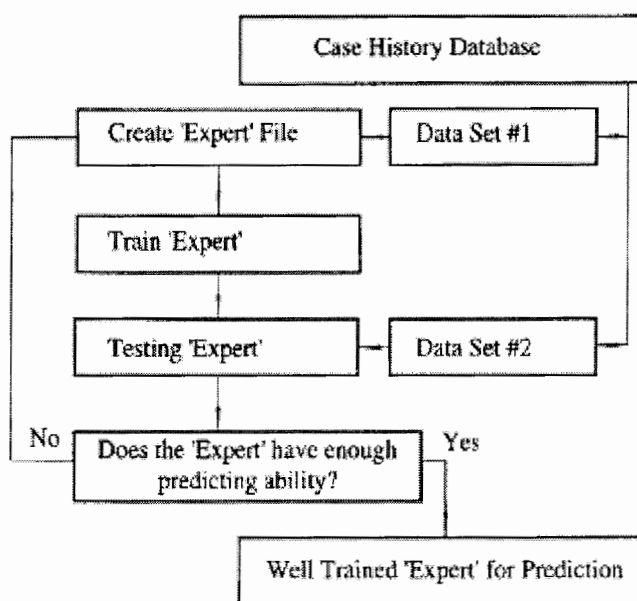 Case History Database
Create 'Expert' File
Data Set #1
Train 'Expert'
Testing 'Expert'
Data Set #2
No
Does the 'Expert' have enough
predicting ability?
Yes
Well Trained 'Expert' for Prediction